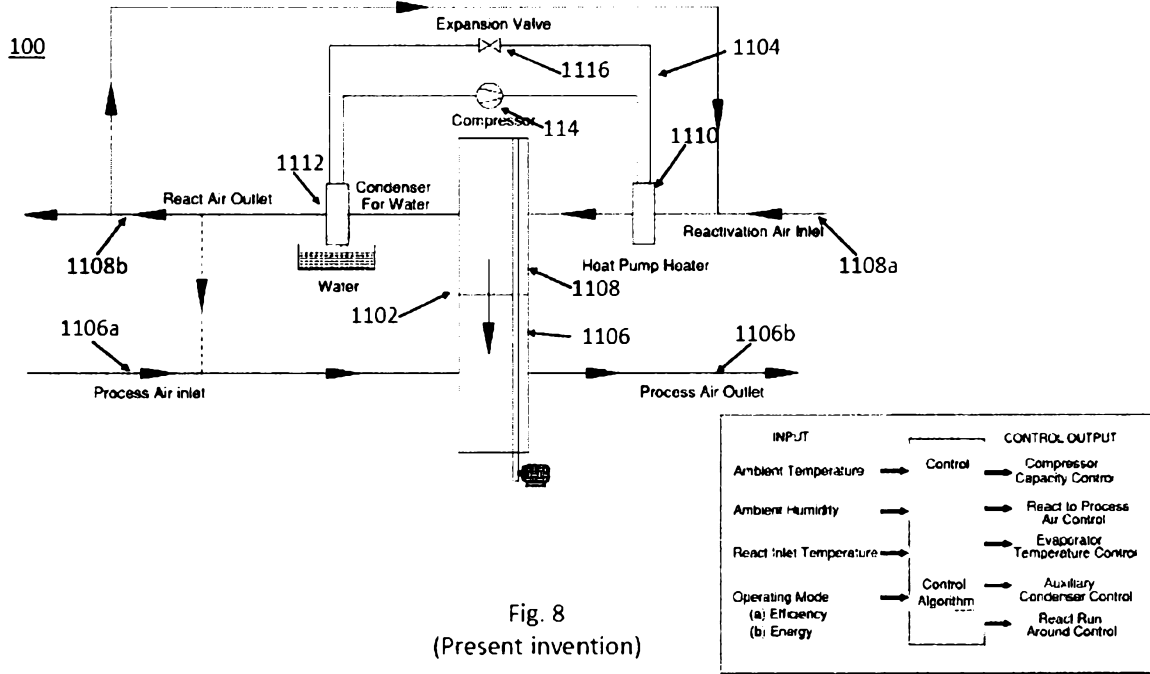 100
Expansion Valve
1116
1104
Compressor
114
1110
1112
Condenser
For Water
React Air Outlet
Reactivation Air Inlet
1108b
Water
Heat Pump Heater
1108a
1108
1102
1106
1106a
1106b
Process Air inlet
Process Air Outlet
INPUT
CONTROL OUTPUT
Ambient Temperature
Control
Compressor
Capacity Control
Ambient Humidity
React to Process
Air Control
React Inlet Temperature
Evaporator
Temperature Control
Operating Mode
(a) Efficiency
(b) Energy
Control
Algorithm
Auxiliary
Condenser Control
React Run
Around Control
Fig. 8
(Present invention)